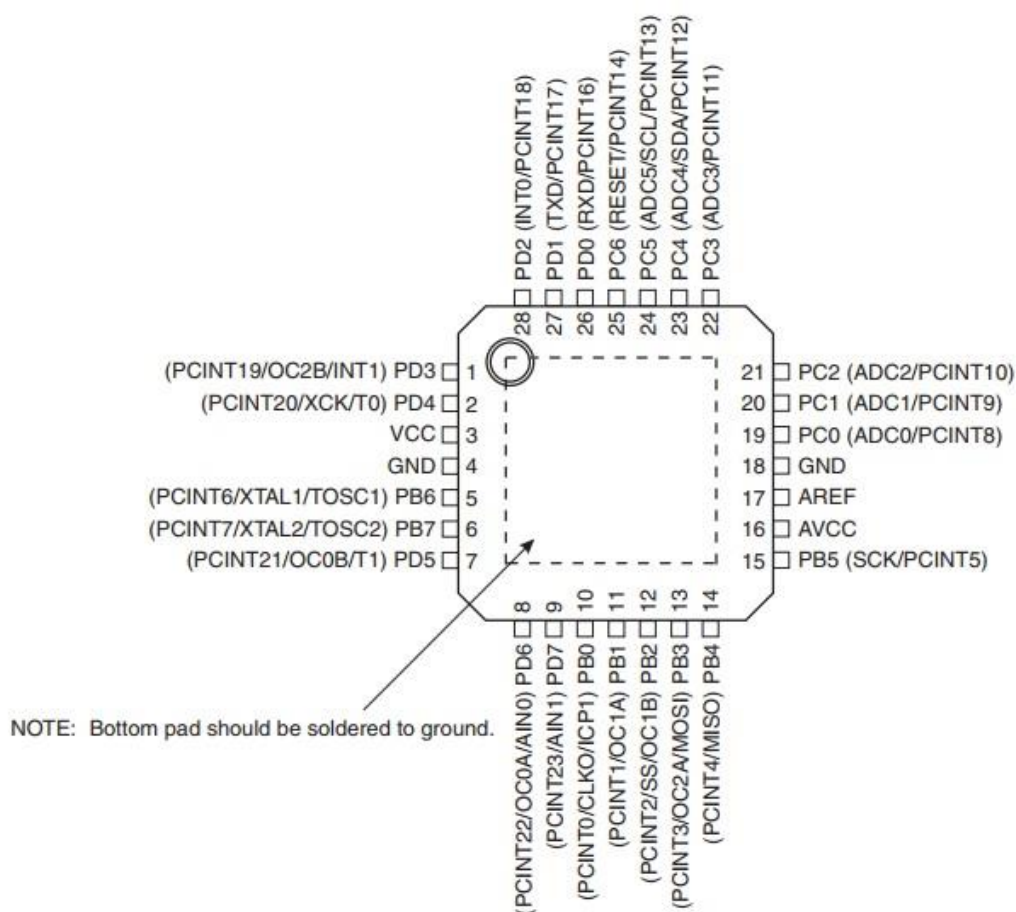 28 PD2 (INT0/PCINT18)
27 PD1 (TXD/PCINT17)
26 PD0 (RXD/PCINT16)
25 PC6 (RESET/PCINT14)
24 PC5 (ADC5/SCL/PCINT13)
23 PC4 (ADC4/SDA/PCINT12)
22 PC3 (ADC3/PCINT11)
(PCINT19/OC2B/INT1) PD3 1
(PCINT20/XCK/T0) PD4 2
VCC 3
GND 4
(PCINT6/XTAL1/TOSC1) PB6 5
(PCINT7/XTAL2/TOSC2) PB7 6
(PCINT21/OC0B/T1) PD5 7
21 PC2 (ADC2/PCINT10)
20 PC1 (ADC1/PCINT9)
19 PC0 (ADC0/PCINT8)
18 GND
17 AREF
16 AVCC
15 PB5 (SCK/PCINT5)
(PCINT22/OC0A/AIN0) PD6 8
(PCINT23/AIN1) PD7 9
(PCINT0/CLKO/ICP1) PB0 10
(PCINT1/OC1A) PB1 11
(PCINT2/SS/OC1B) PB2 12
(PCINT3/OC2A/MOSI) PB3 13
(PCINT4/MISO) PB4 14
NOTE: Bottom pad should be soldered to ground.